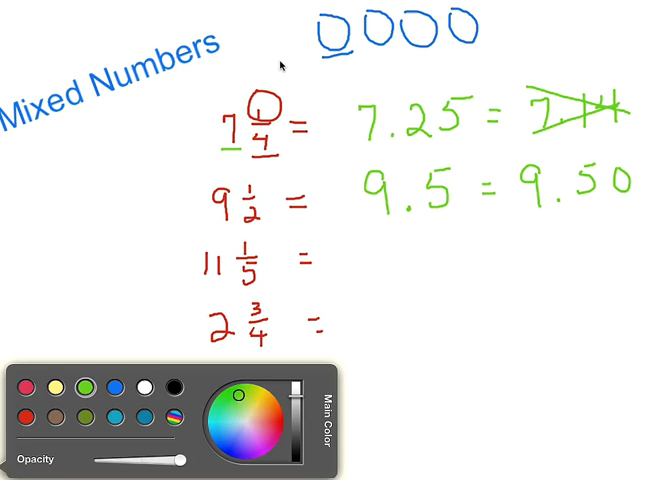 Mixed Numbers
7 1/4 = 7.25 = 7.14
9 1/2 = 9.5 = 9.50
11 1/5 =
2 3/4 =
Opacity
Main Color